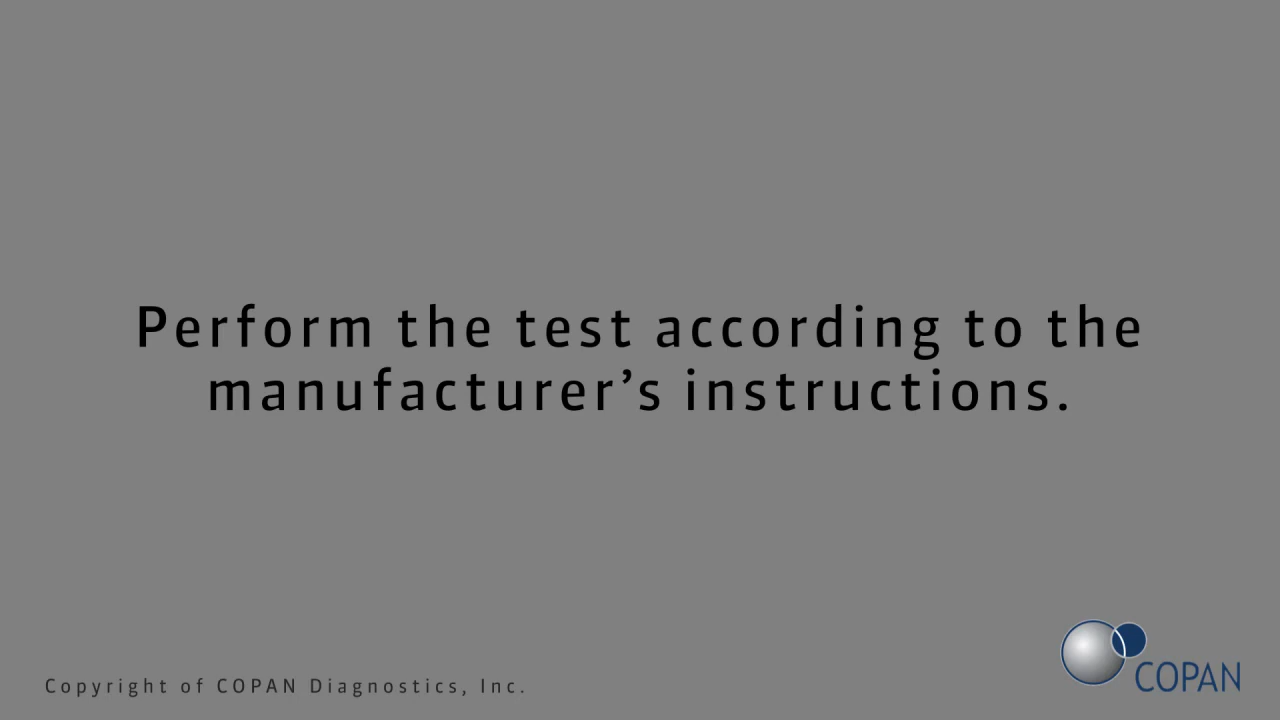 Perform the test according to the
manufacturer’s instructions.
Copyright of COPAN Diagnostics, Inc.
COPAN